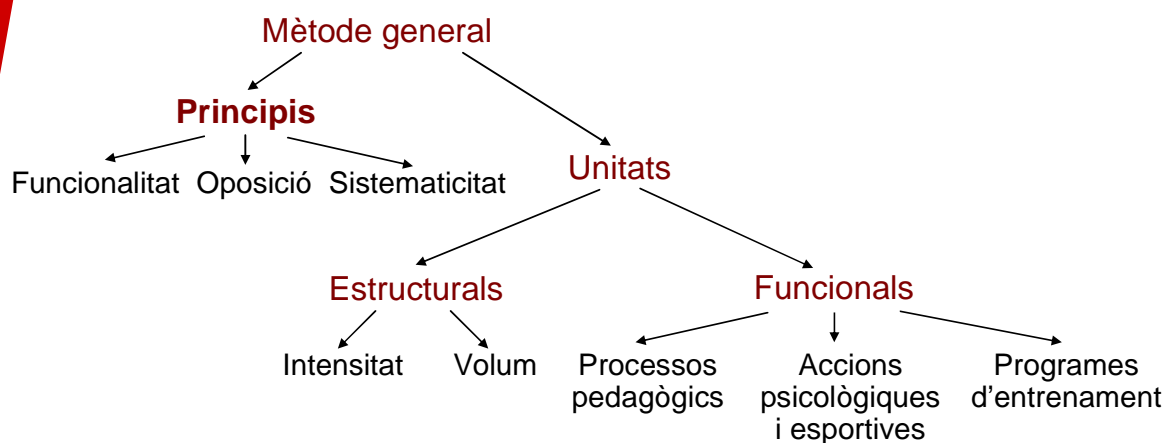 Mètode general
Principis
Funcionalitat Oposició Sistematicitat
Unitats
Estructurals
Funcionals
Intensitat
Volum
Processos
pedagògics
Accions
psicològiques
i esportives
Programes
d’entrenament